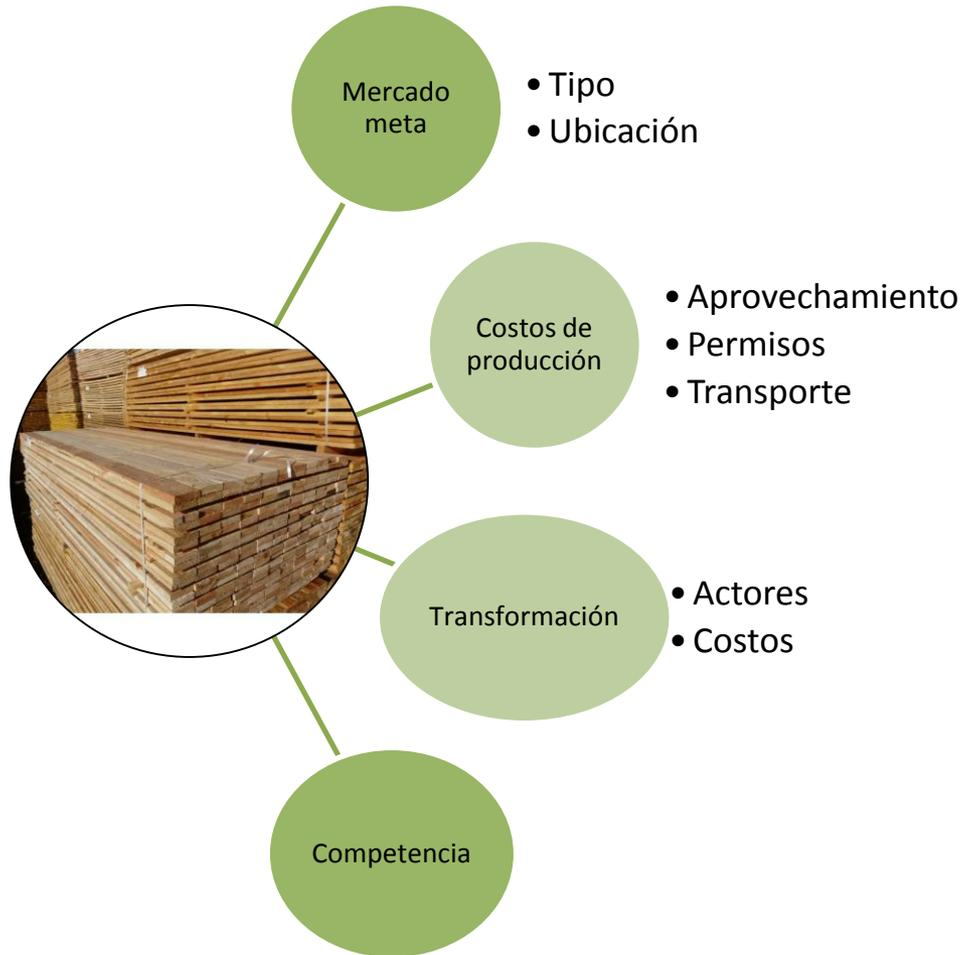 Mercado
meta
• Tipo
• Ubicación
Costos de
producción
• Aprovechamiento
• Permisos
• Transporte
Transformación
• Actores
• Costos
Competencia